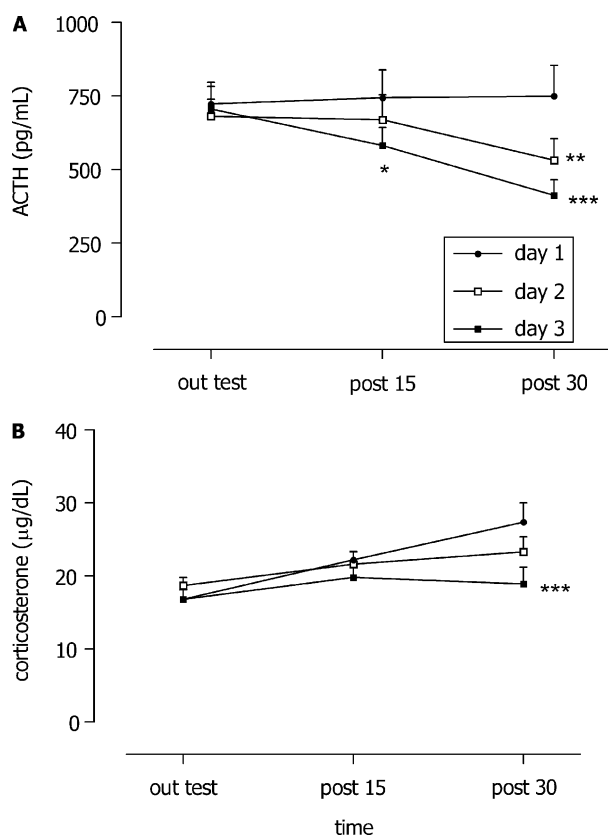 A
1000
750
500
250
0
ACTH (pg/mL)
*
**
***
day 1
day 2
day 3
out test post 15 post 30
B
40
30
20
10
0
corticosterone (μg/dL)
***
out test post 15 post 30
time